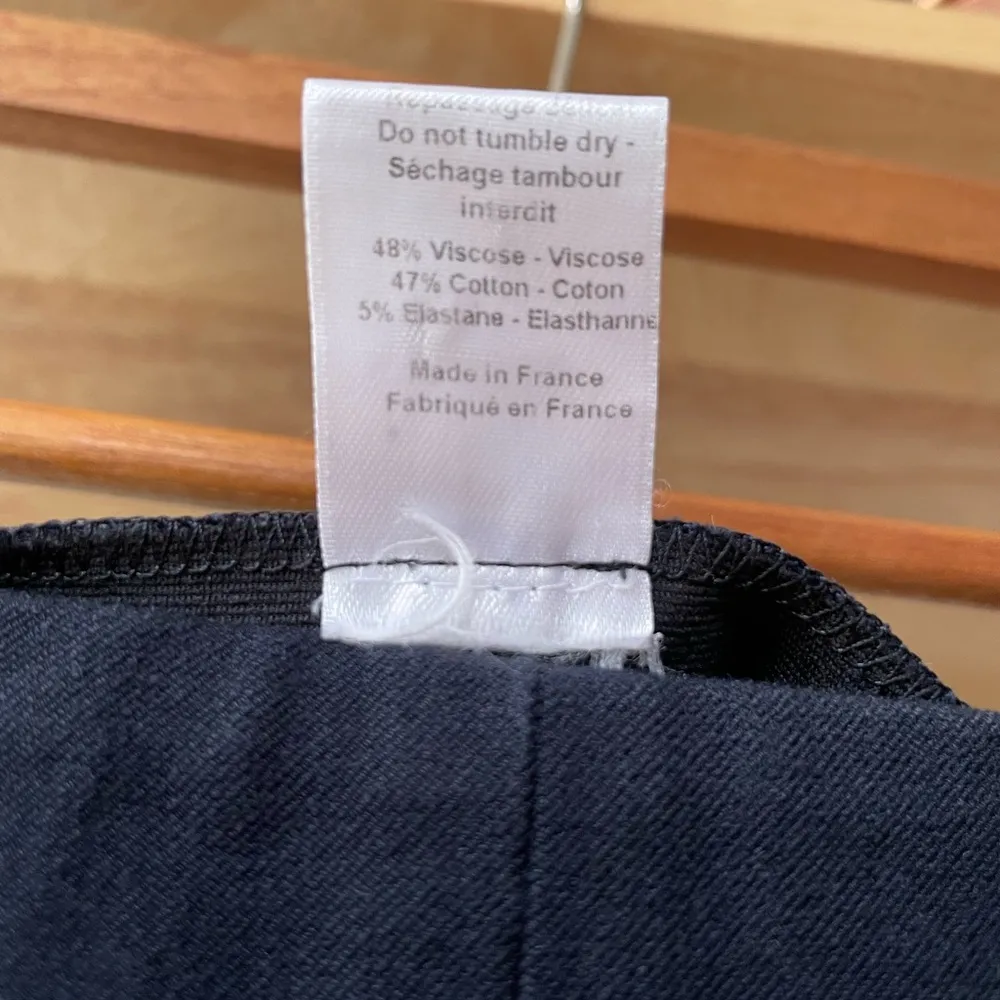 Repassage
Do not tumble dry -
Séchage tambour
interdit
48% Viscose - Viscose
47% Cotton - Coton
5% Elastane - Elasthanne
Made in France
Fabriqué en France